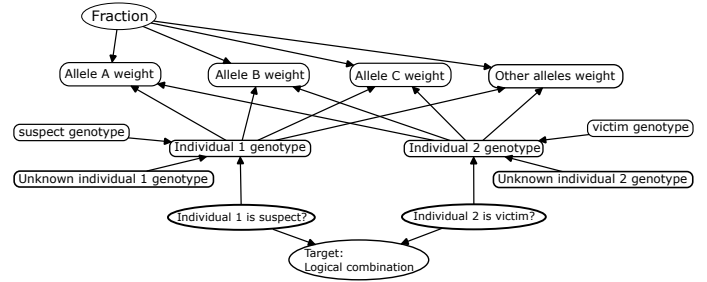 Fraction
Allele A weight
Allele B weight
Allele C weight
Other alleles weight
suspect genotype
victim genotype
Individual 1 genotype
Individual 2 genotype
Unknown individual 1 genotype
Unknown individual 2 genotype
Individual 1 is suspect?
Individual 2 is victim?
Target:
Logical combination